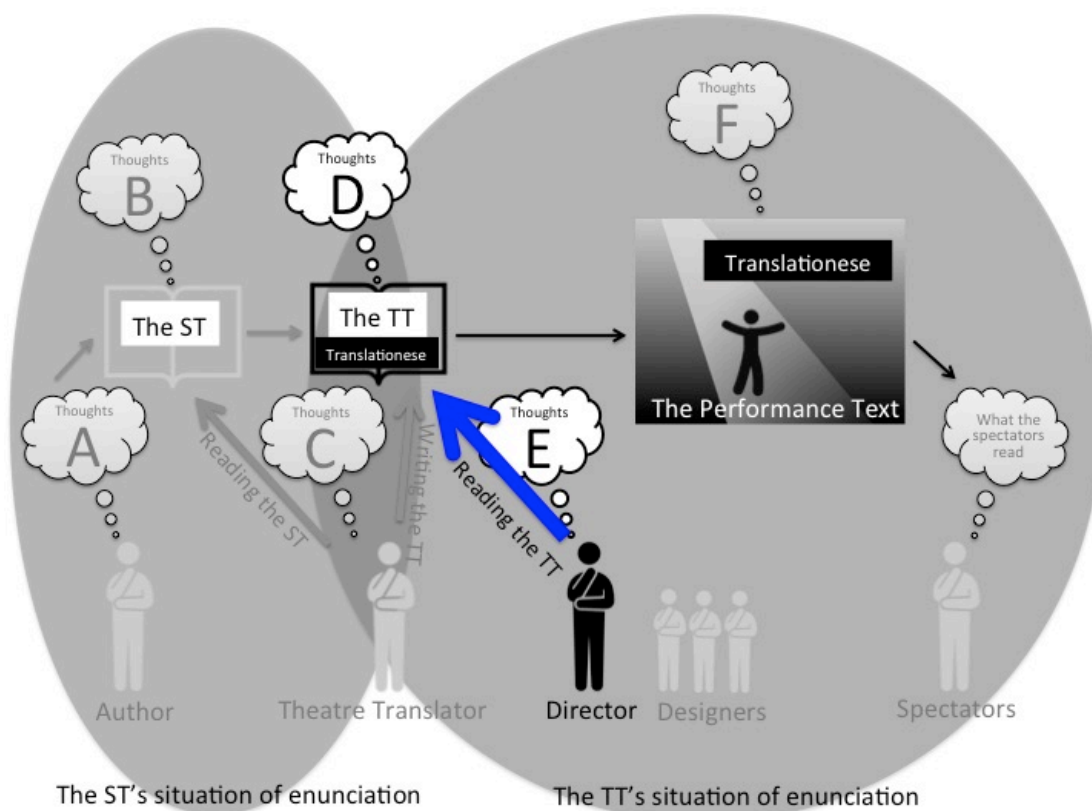 Thoughts
F
Thoughts
B
Thoughts
D
Translationese
The ST
The TT
Translationese
The Performance Text
Thoughts
A
Reading the ST
Thoughts
C
Writing the TT
Thoughts
E
Reading the TT
What the
spectators
read
Author
Theatre Translator
Director
Designers
Spectators
The ST's situation of enunciation
The TT's situation of enunciation